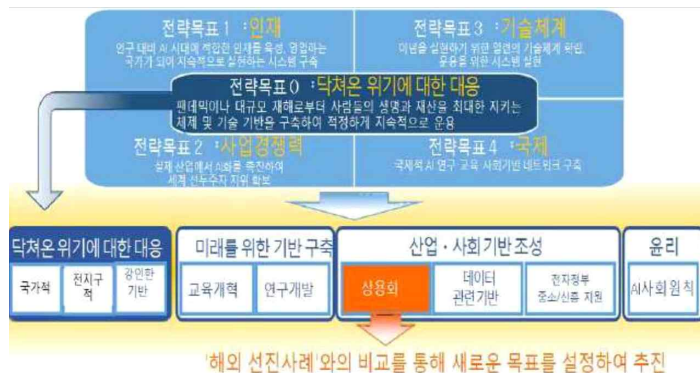 전략목표1 : 인재
인구 대비 AI 시대에 적합한 인재를 육성, 영입하는
국가가 되어 지속적으로 실현하는 시스템 구축
전략목표3 : 기술체계
이념을 실현하기 위한 일련의 기술체계 확립,
운용을 위한 시스템 실현
전략목표0 : 닥쳐온 위기에 대한 대응
팬데믹이나 대규모 재해로부터 사람들의 생명과 재산을 최대한 지키는
체제 및 기술 기반을 구축하여 적정하게 지속적으로 운용
전략목표2 : 사업경쟁력
실제 산업에서 AI화를 촉진하여
세계 선두주자 지위 확보
전략목표4 : 국제
국제적 AI 연구 교육 사회기반 네트워크 구축
닥쳐온 위기에 대한 대응
국가적
전지구
적
강인한
기반
미래를 위한 기반 구축
교육개혁
연구개발
산업·사회기반 조성
상용화
데이터
관련기반
전자정부
중소/신흥 지원
윤리
AI사회원칙
'해외 선진사례'와의 비교를 통해 새로운 목표를 설정하여 추진